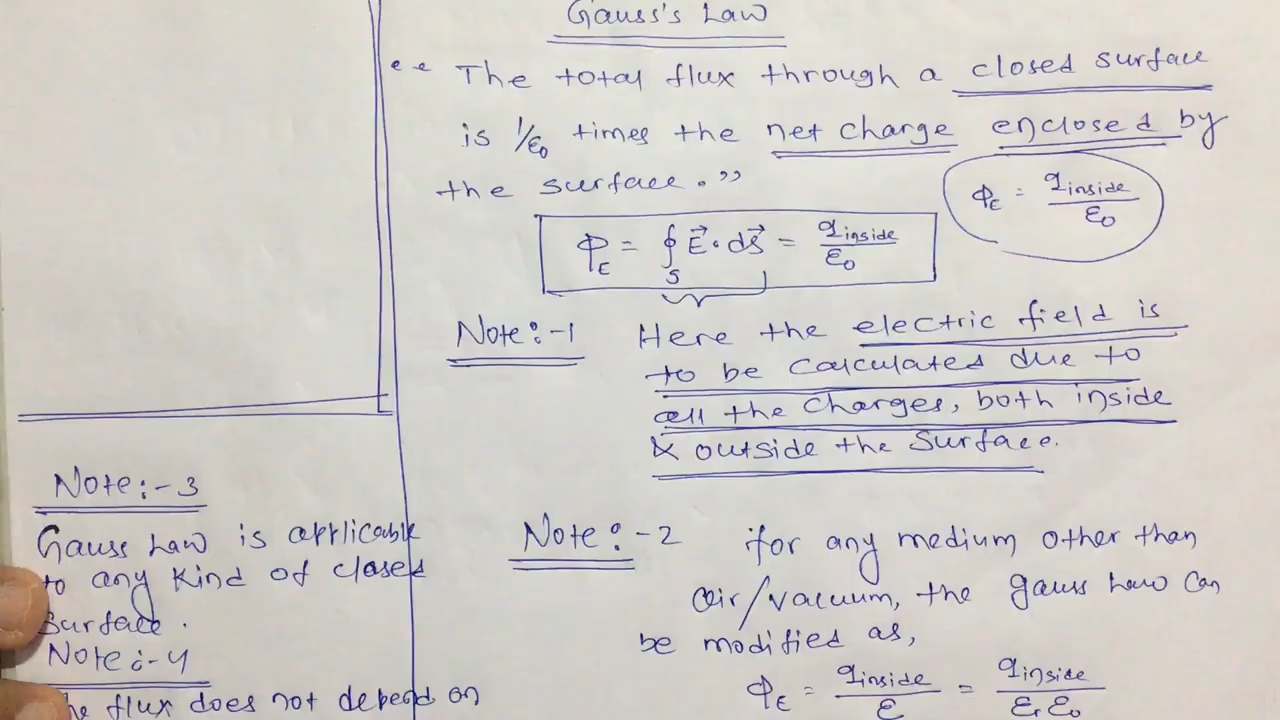 Gauss's Law
"The total flux through a closed surface
is 1/ε₀ times the net charge enclosed by
the surface."
ϕ_E = q_inside/ε₀
ϕ_E = ∮_S E⃗·dS⃗ = q_inside/ε₀
Note:-1 Here the electric field is
to be calculated due to
all the charges, both inside
& outside the surface.
Note:-2 for any medium other than
air/vacuum, the gauss law can
be modified as,
ϕ_E = q_inside/ε = q_inside/ε_r ε₀
Note:-3
Gauss Law is applicable
to any kind of closed
surface.
Note:-4
The flux does not depend on